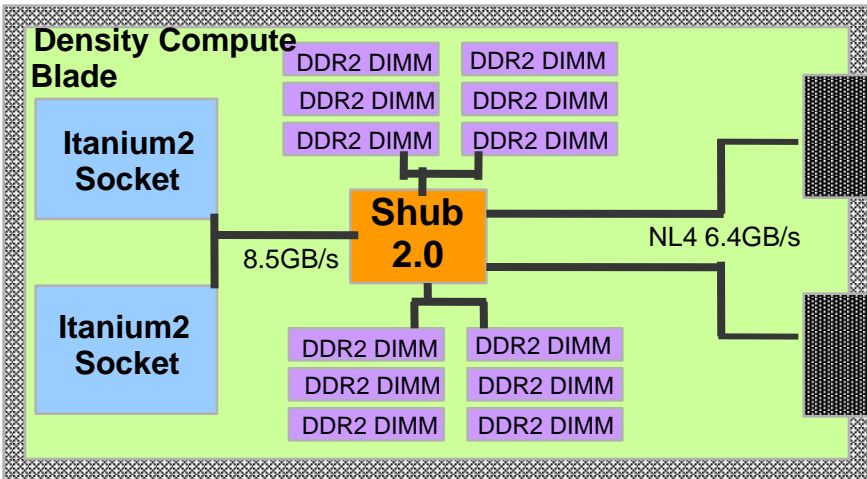 Density Compute
Blade
DDR2 DIMM
DDR2 DIMM
DDR2 DIMM
DDR2 DIMM
DDR2 DIMM
DDR2 DIMM
Itanium2
Socket
Shub
2.0
8.5GB/s
NL4 6.4GB/s
Itanium2
Socket
DDR2 DIMM
DDR2 DIMM
DDR2 DIMM
DDR2 DIMM
DDR2 DIMM
DDR2 DIMM